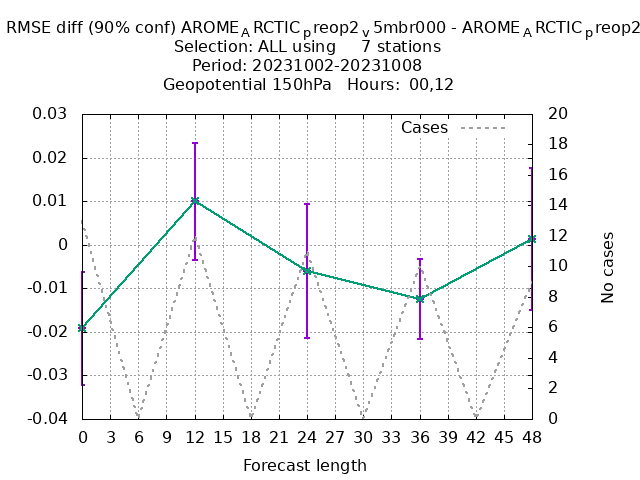 RMSE diff (90% conf) AROME_ARCTIC_preop2_v5mbr000 - AROME_ARCTIC_preop2
Selection: ALL using 7 stations
Period: 20231002-20231008
Geopotential 150hPa Hours: 00,12
Cases
0.03
0.02
0.01
0
-0.01
-0.02
-0.03
-0.04
20
18
16
14
12
10
8
6
4
2
0
No cases
0 3 6 9 12 15 18 21 24 27 30 33 36 39 42 45 48
Forecast length